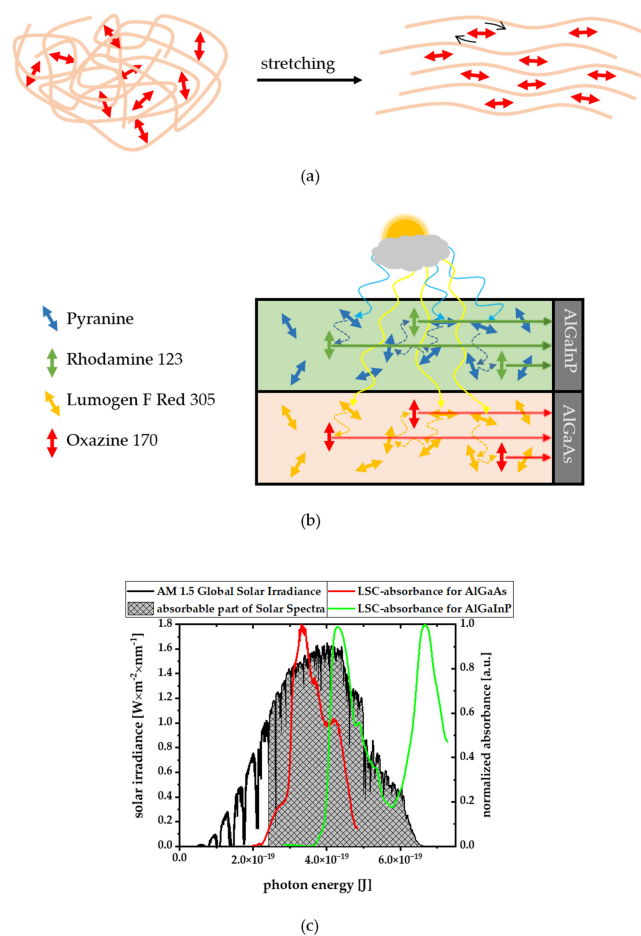 stretching
(a)
Pyranine
Rhodamine 123
Lumogen F Red 305
Oxazine 170
AlGaInP
AlGaAs
(b)
AM 1.5 Global Solar Irradiance
LSC-absorbance for AlGaAs
absorbable part of Solar Spectra
LSC-absorbance for AlGaInP
solar irradiance [W×m⁻²×nm⁻¹]
1.8
1.6
1.4
1.2
1.0
0.8
0.6
0.4
0.2
0.0
1.0
0.8
0.6
0.4
0.2
0.0
normalized absorbance [a.u.]
0.0
2.0×10⁻¹⁹
4.0×10⁻¹⁹
6.0×10⁻¹⁹
photon energy [J]
(c)